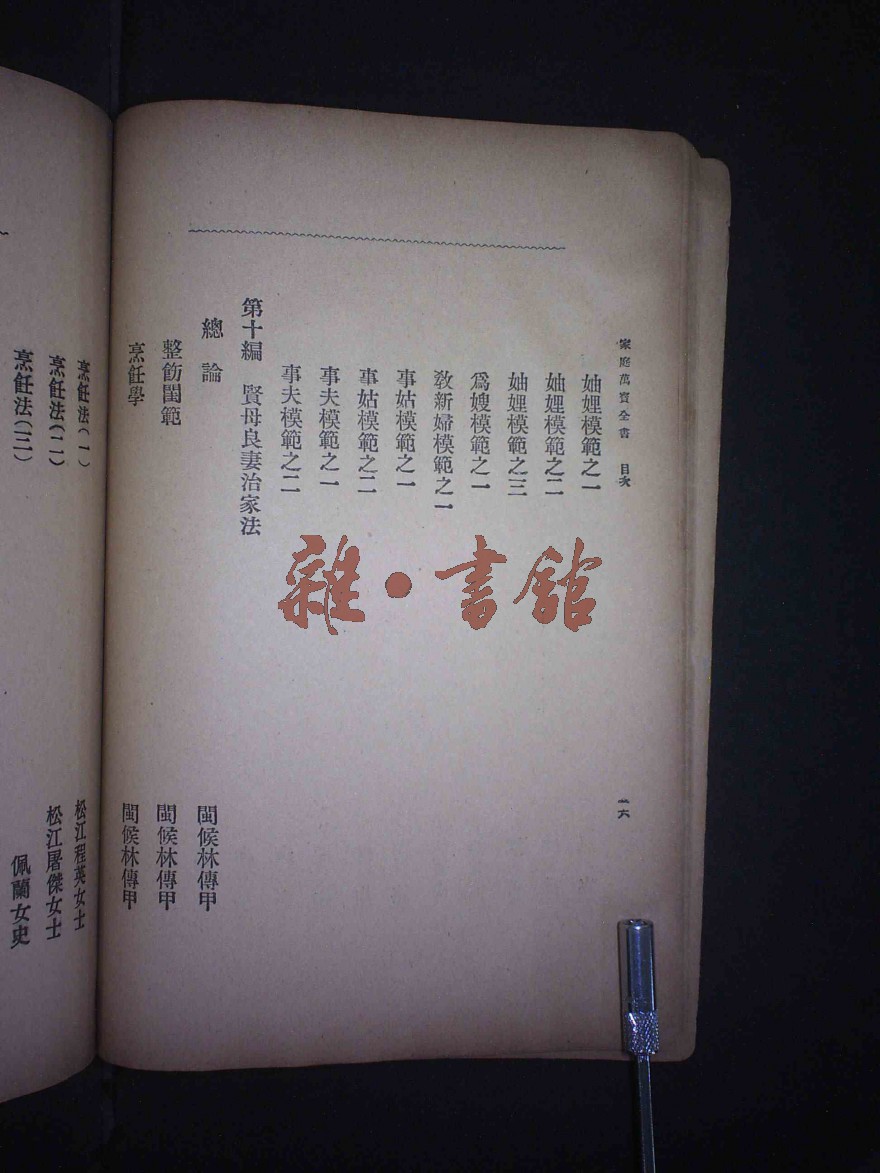 家庭萬寶全書 目次
十六
妯娌模範之一
妯娌模範之二
妯娌模範之三
爲嫂模範之一
敎新婦模範之一
事姑模範之一
事姑模範之二
事夫模範之一
事夫模範之二
第十編 賢母良妻治家法
總論 閩侯林傳甲
整飭閨範 閩侯林傳甲
烹飪學 閩侯林傳甲
烹飪法(一) 松江程英女士
烹飪法(二) 松江屠傑女士
烹飪法(三) 佩蘭女史
雜·書館